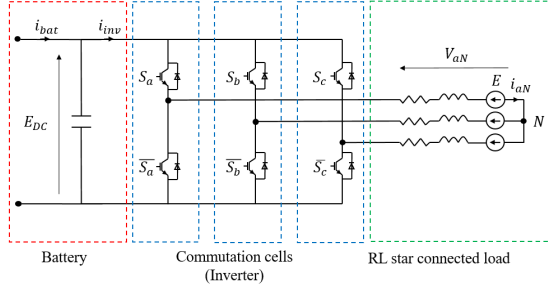 i_bat i_inv
V_aN
S_a S_b S_c E i_aN
E_DC N
S̅_a̅ S̅_b̅ S̅_c
Battery Commutation cells RL star connected load
(Inverter)